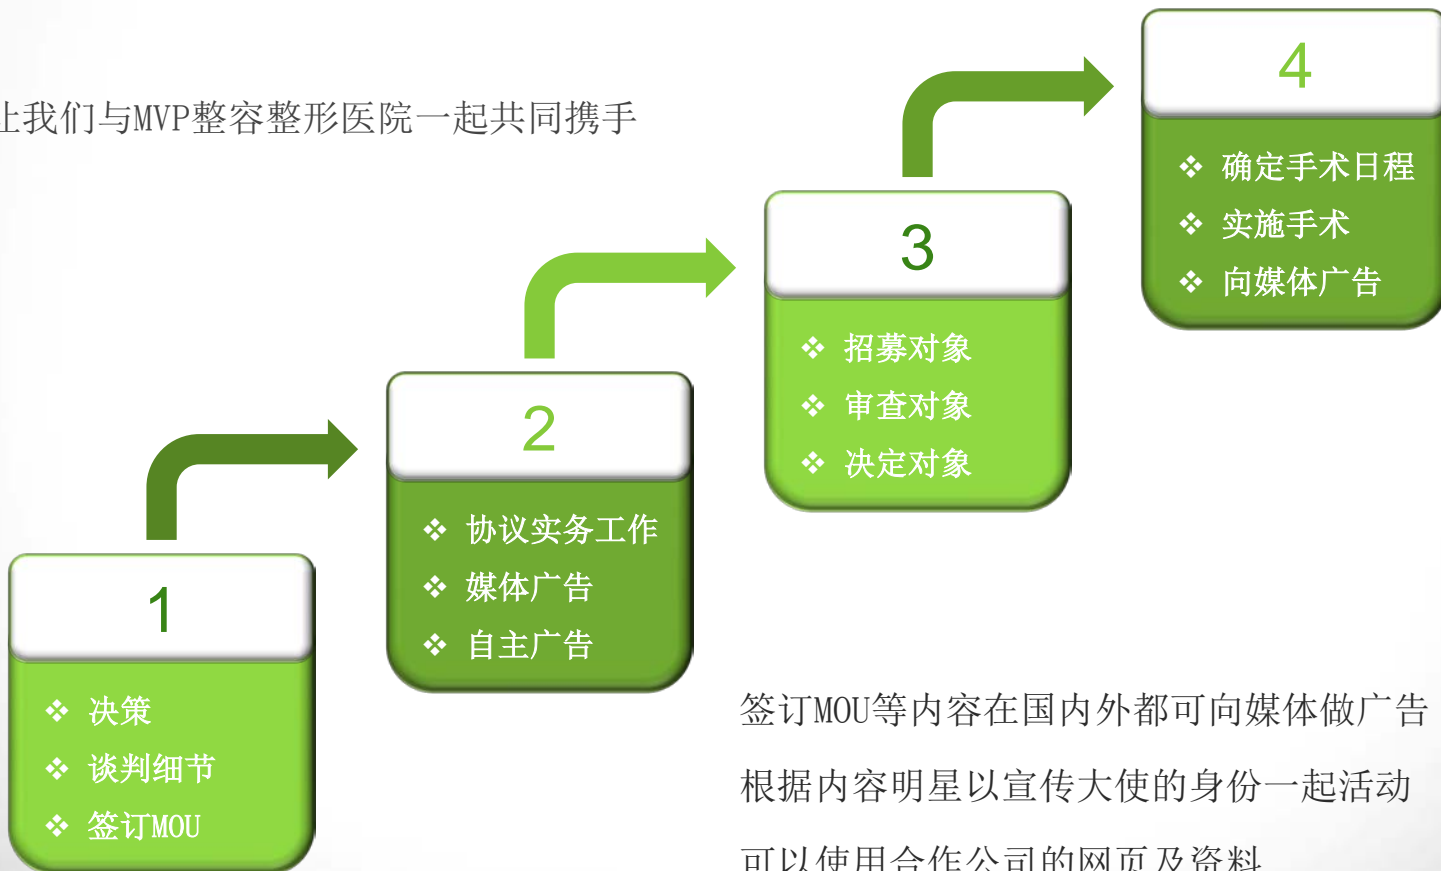 让我们与MVP整容整形医院一起共同携手
1
❖ 决策
❖ 谈判细节
❖ 签订MOU
2
❖ 协议实务工作
❖ 媒体广告
❖ 自主广告
3
❖ 招募对象
❖ 审查对象
❖ 决定对象
4
❖ 确定手术日程
❖ 实施手术
❖ 向媒体广告
签订MOU等内容在国内外都可向媒体做广告
根据内容明星以宣传大使的身份一起活动
可以使用合作公司的网页及资料